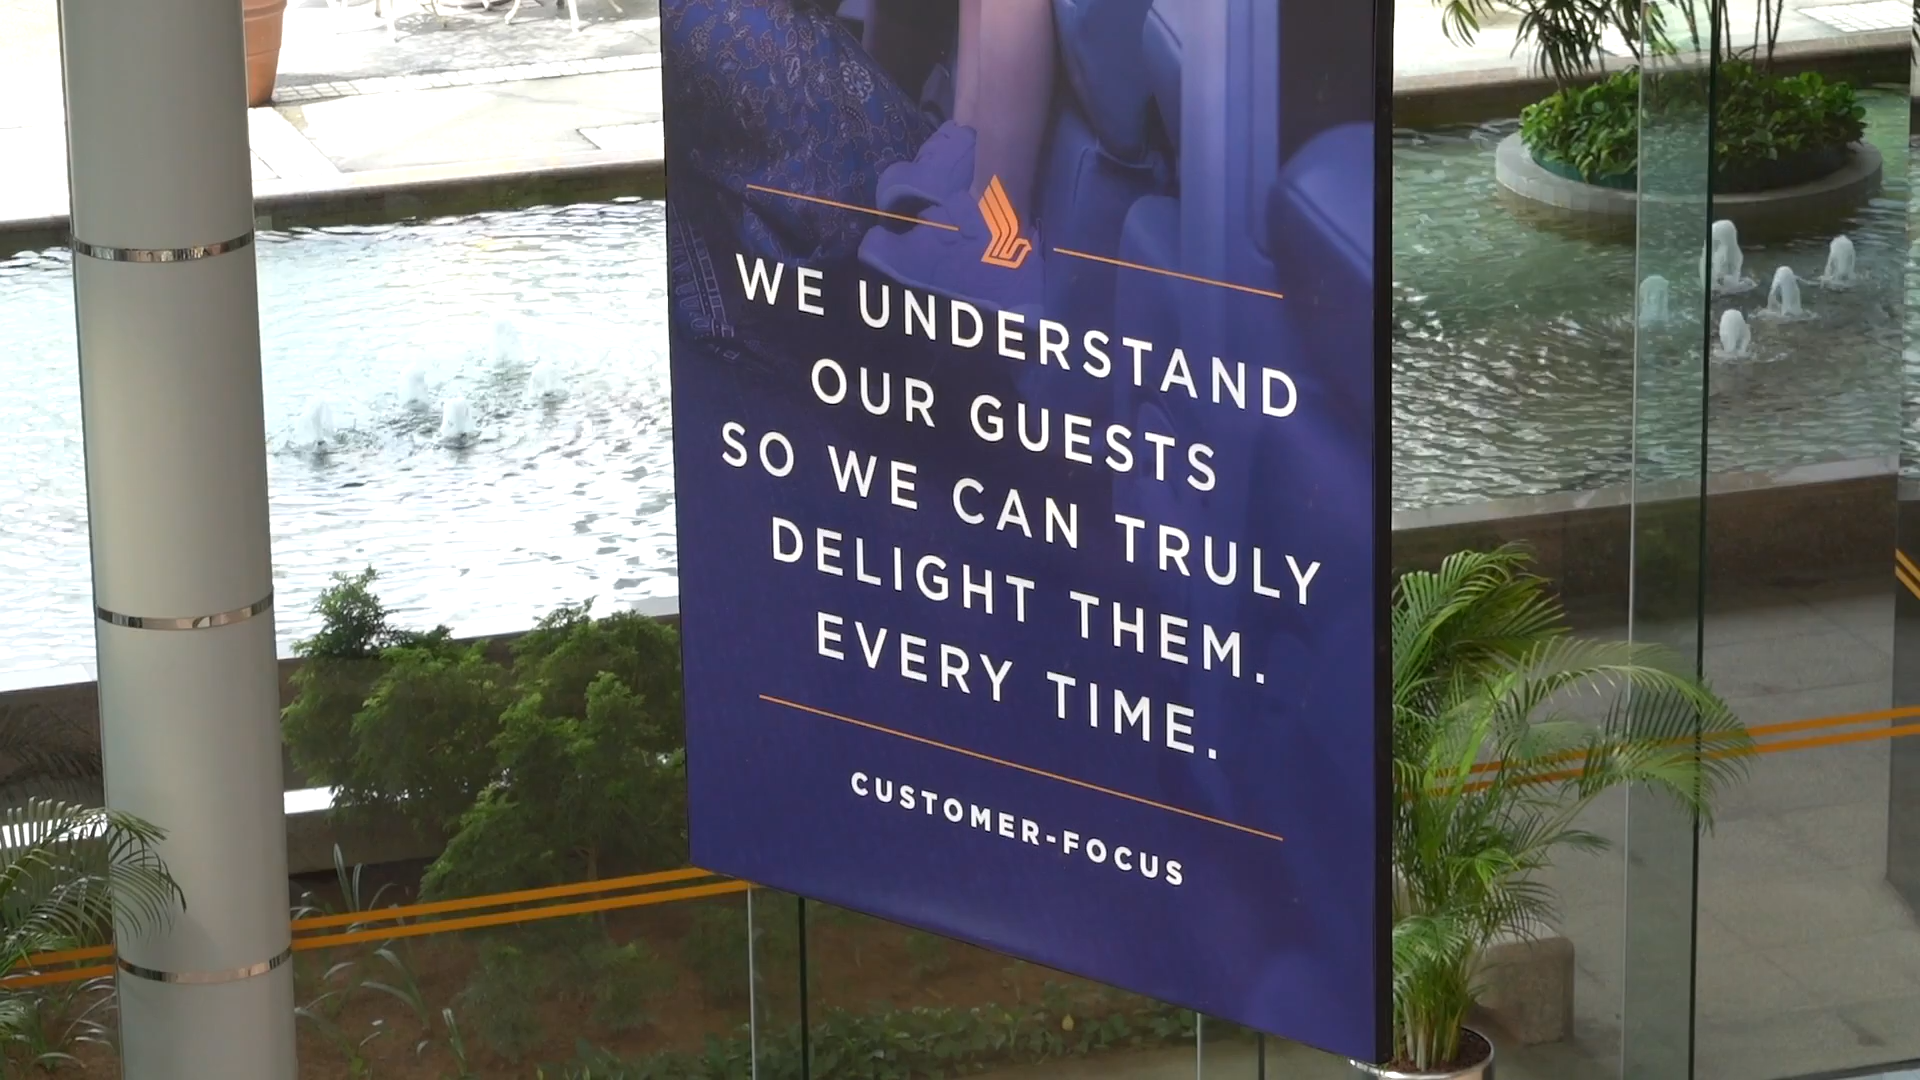 WE UNDERSTAND
OUR GUESTS
SO WE CAN TRULY
DELIGHT THEM.
EVERY TIME.
CUSTOMER-FOCUS